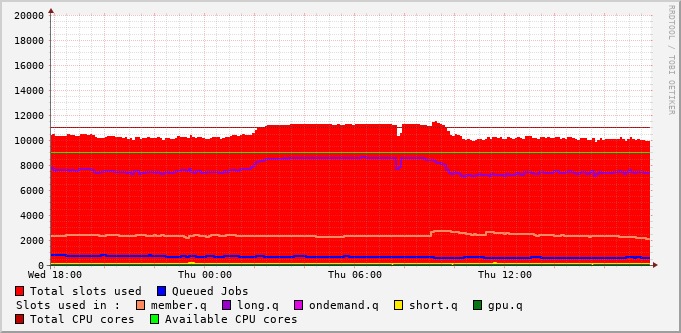 RRDTOOL / TOBI OETIKER
20000
18000
16000
14000
12000
10000
8000
6000
4000
2000
0
Wed 18:00 Thu 00:00 Thu 06:00 Thu 12:00
Total slots used Queued Jobs
Slots used in : member.q long.q ondemand.q short.q gpu.q
Total CPU cores Available CPU cores